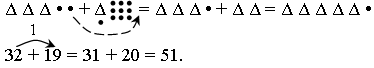 Δ Δ Δ • • + Δ • = Δ Δ Δ • + Δ Δ = Δ Δ Δ Δ Δ •
1
32 + 19 = 31 + 20 = 51.